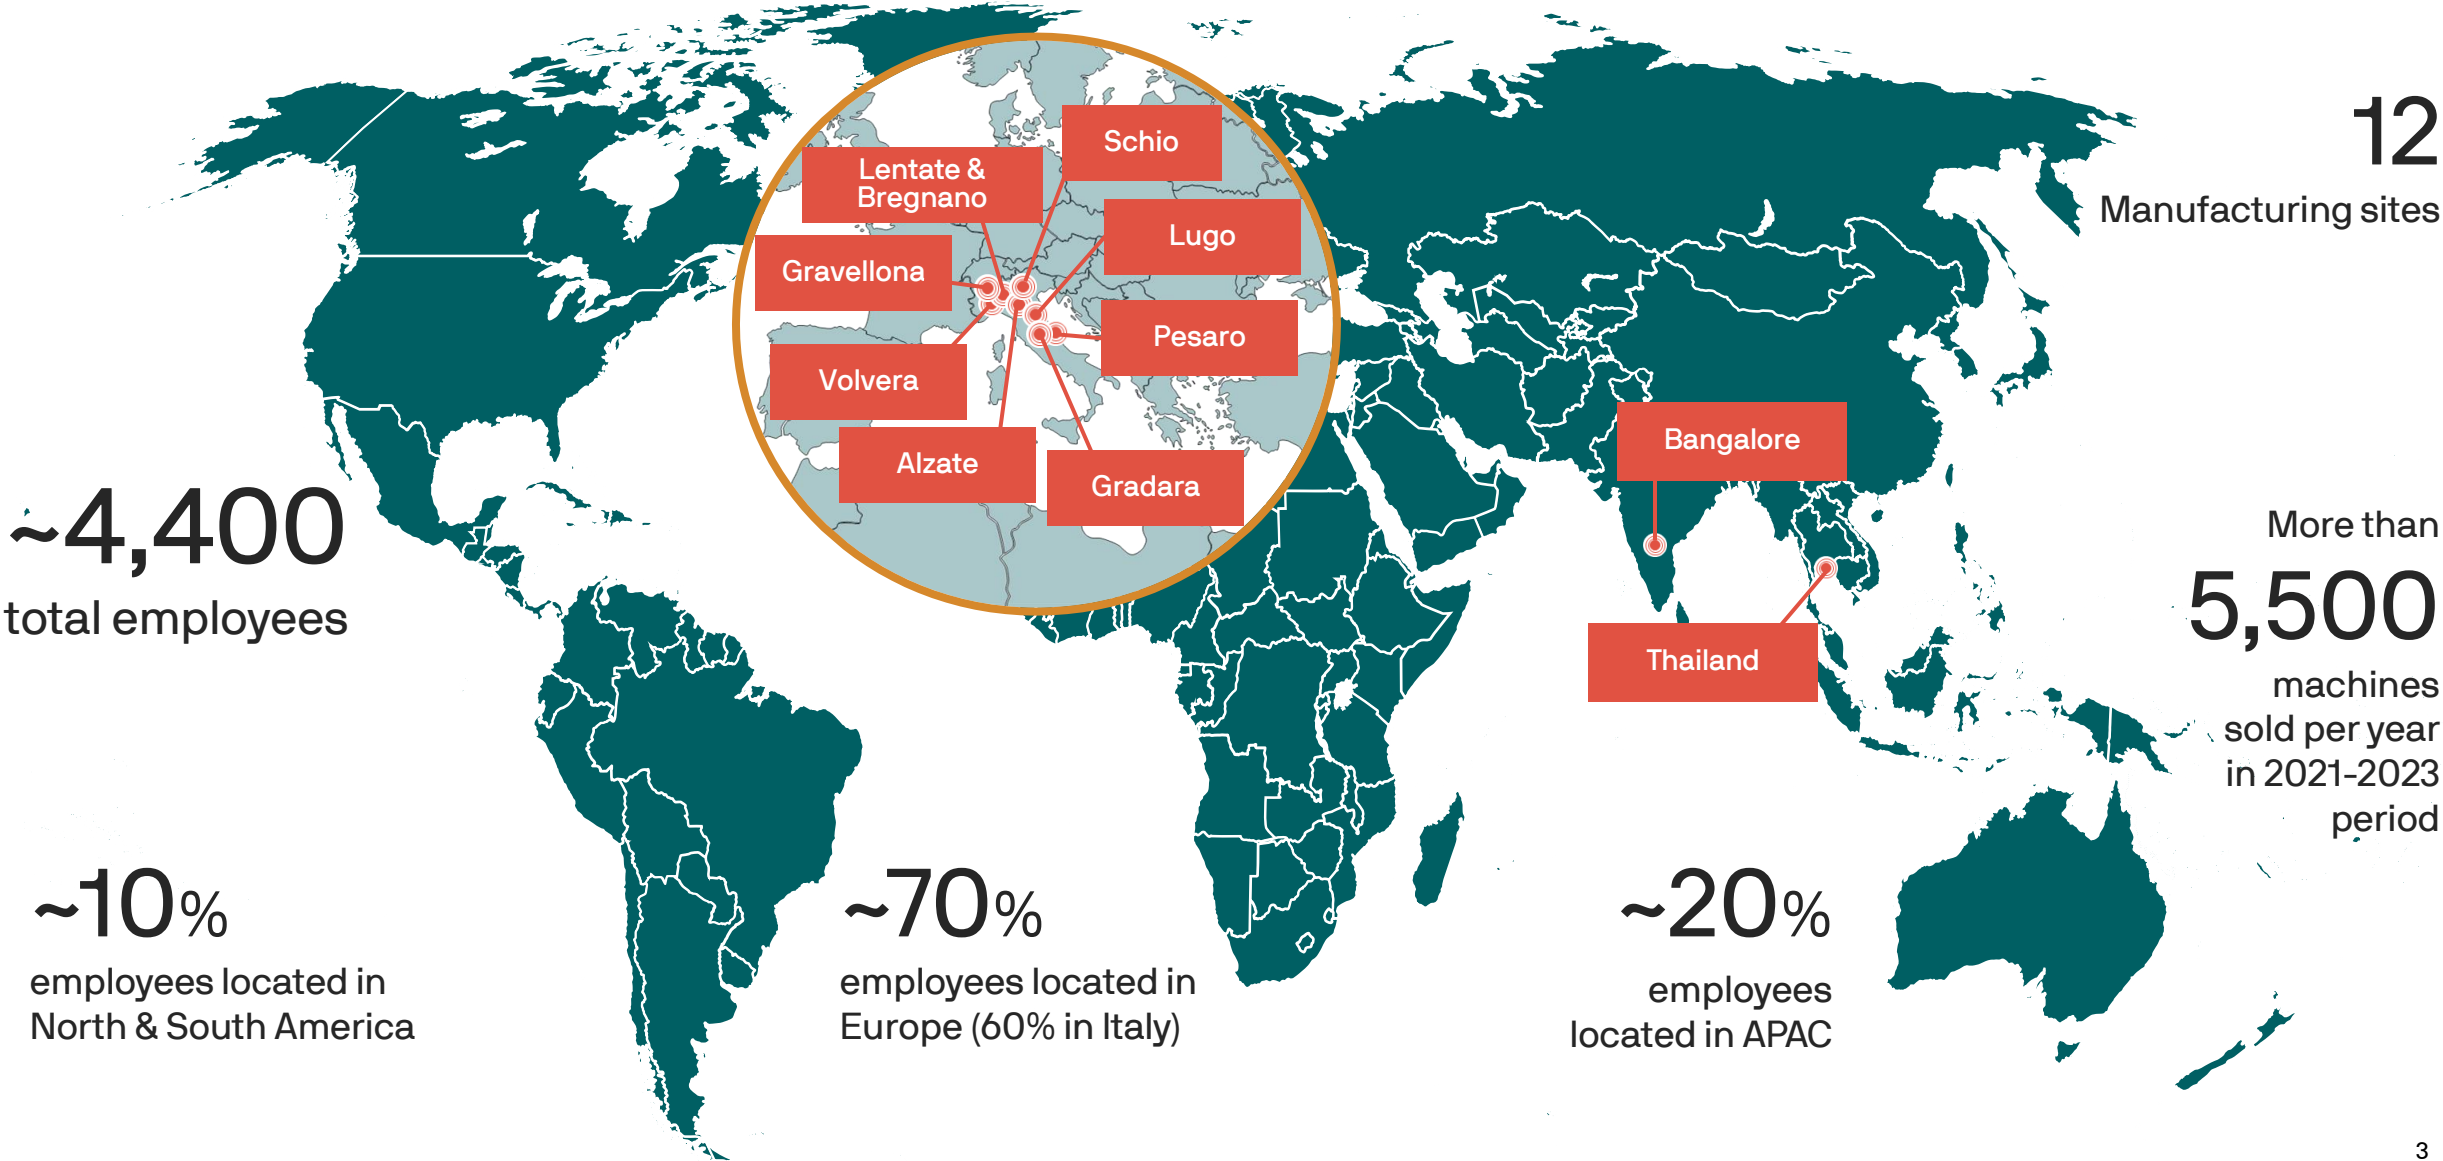 12
Manufacturing sites
Schio
Lentate &
Bregnano
Lugo
Gravellona
Pesaro
Volvera
Alzate
Gradara
Bangalore
Thailand
~4,400
total employees
More than
5,500
machines
sold per year
in 2021-2023
period
~10%
employees located in
North & South America
~70%
employees located in
Europe (60% in Italy)
~20%
employees
located in APAC
3